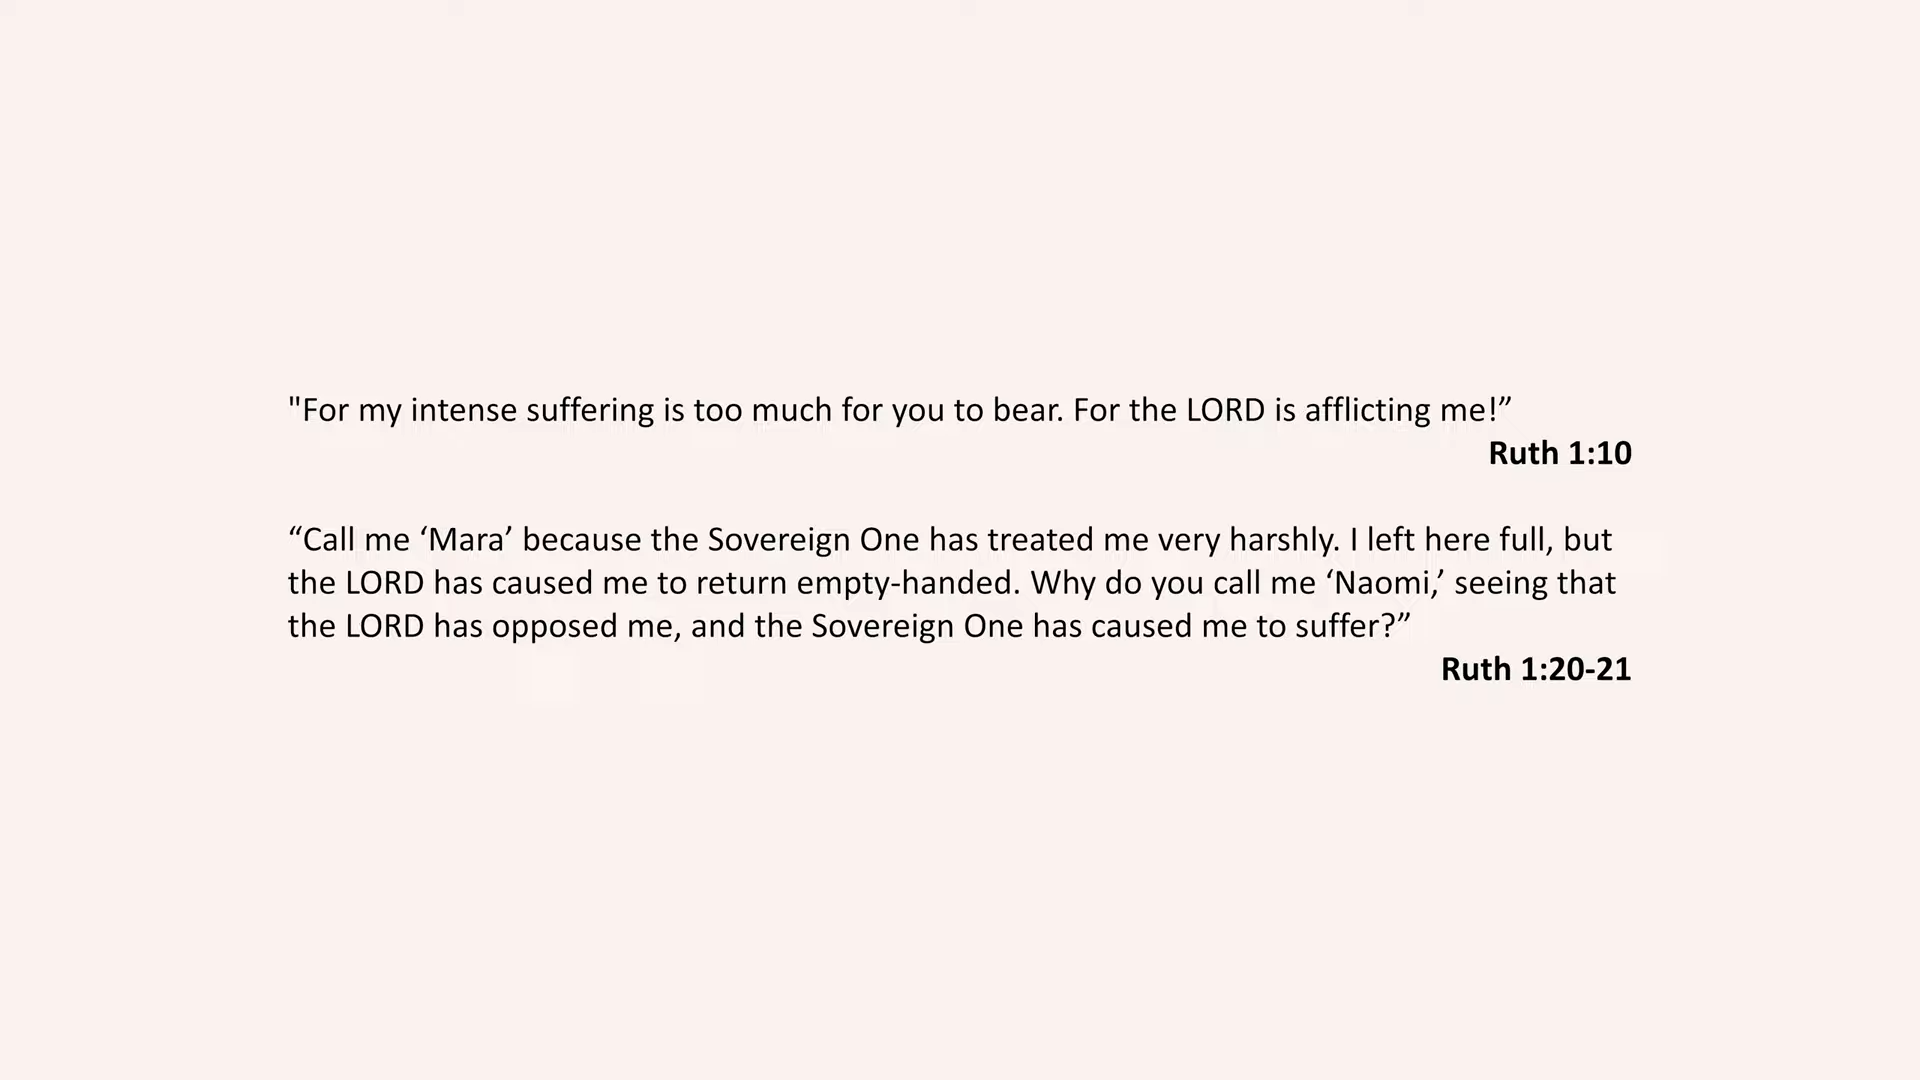 "For my intense suffering is too much for you to bear. For the LORD is afflicting me!”
Ruth 1:10
“Call me ‘Mara’ because the Sovereign One has treated me very harshly. I left here full, but
the LORD has caused me to return empty-handed. Why do you call me ‘Naomi,’ seeing that
the LORD has opposed me, and the Sovereign One has caused me to suffer?”
Ruth 1:20-21